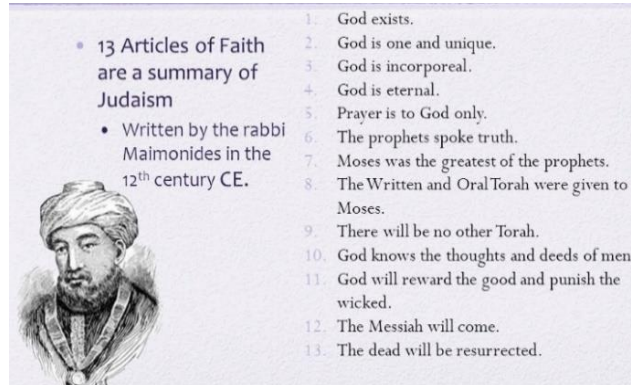 13 Articles of Faith
are a summary of
Judaism
Written by the rabbi
Maimonides in the
12th century CE.
1. God exists.
2. God is one and unique.
3. God is incorporeal.
4. God is eternal.
5. Prayer is to God only.
6. The prophets spoke truth.
7. Moses was the greatest of the prophets.
8. The Written and Oral Torah were given to
Moses.
9. There will be no other Torah.
10. God knows the thoughts and deeds of men
11. God will reward the good and punish the
wicked.
12. The Messiah will come.
13. The dead will be resurrected.